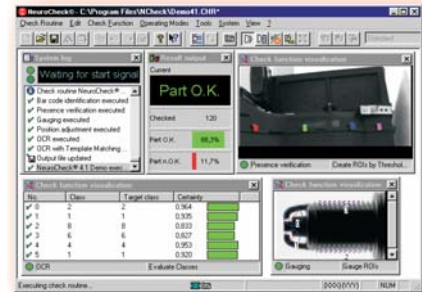 NeuroCheck® - C:\Program Files\NCheck\Demo41.CHR*
Check Routine Edit Check Function Operating Modes Tools System View ?
Standard
System log
Waiting for start signal
Check routine NeuroCheck®...
Bar code identification executed
Presence verification executed
Gauging executed
Position adjustment executed
OCR executed
OCR with Template Matching...
Output file updated
NeuroCheck® 4.1 Demo exec...
Result output
Current
Part O.K.
Checked 120
Part O.K. 88,3%
Part n.O.K. 11,7%
Check function visualization
Presence verification Create ROIs by Threshol...
Check function visualization
No. Class Target class Certainty
0 2 2 0.964
1 1 1 0.935
2 8 8 0.833
3 6 6 0.827
4 4 4 0.953
5 1 1 0.920
OCR Evaluate Classes
Check function visualization
Gauging Gauge ROIs
Executing check routine... NUM